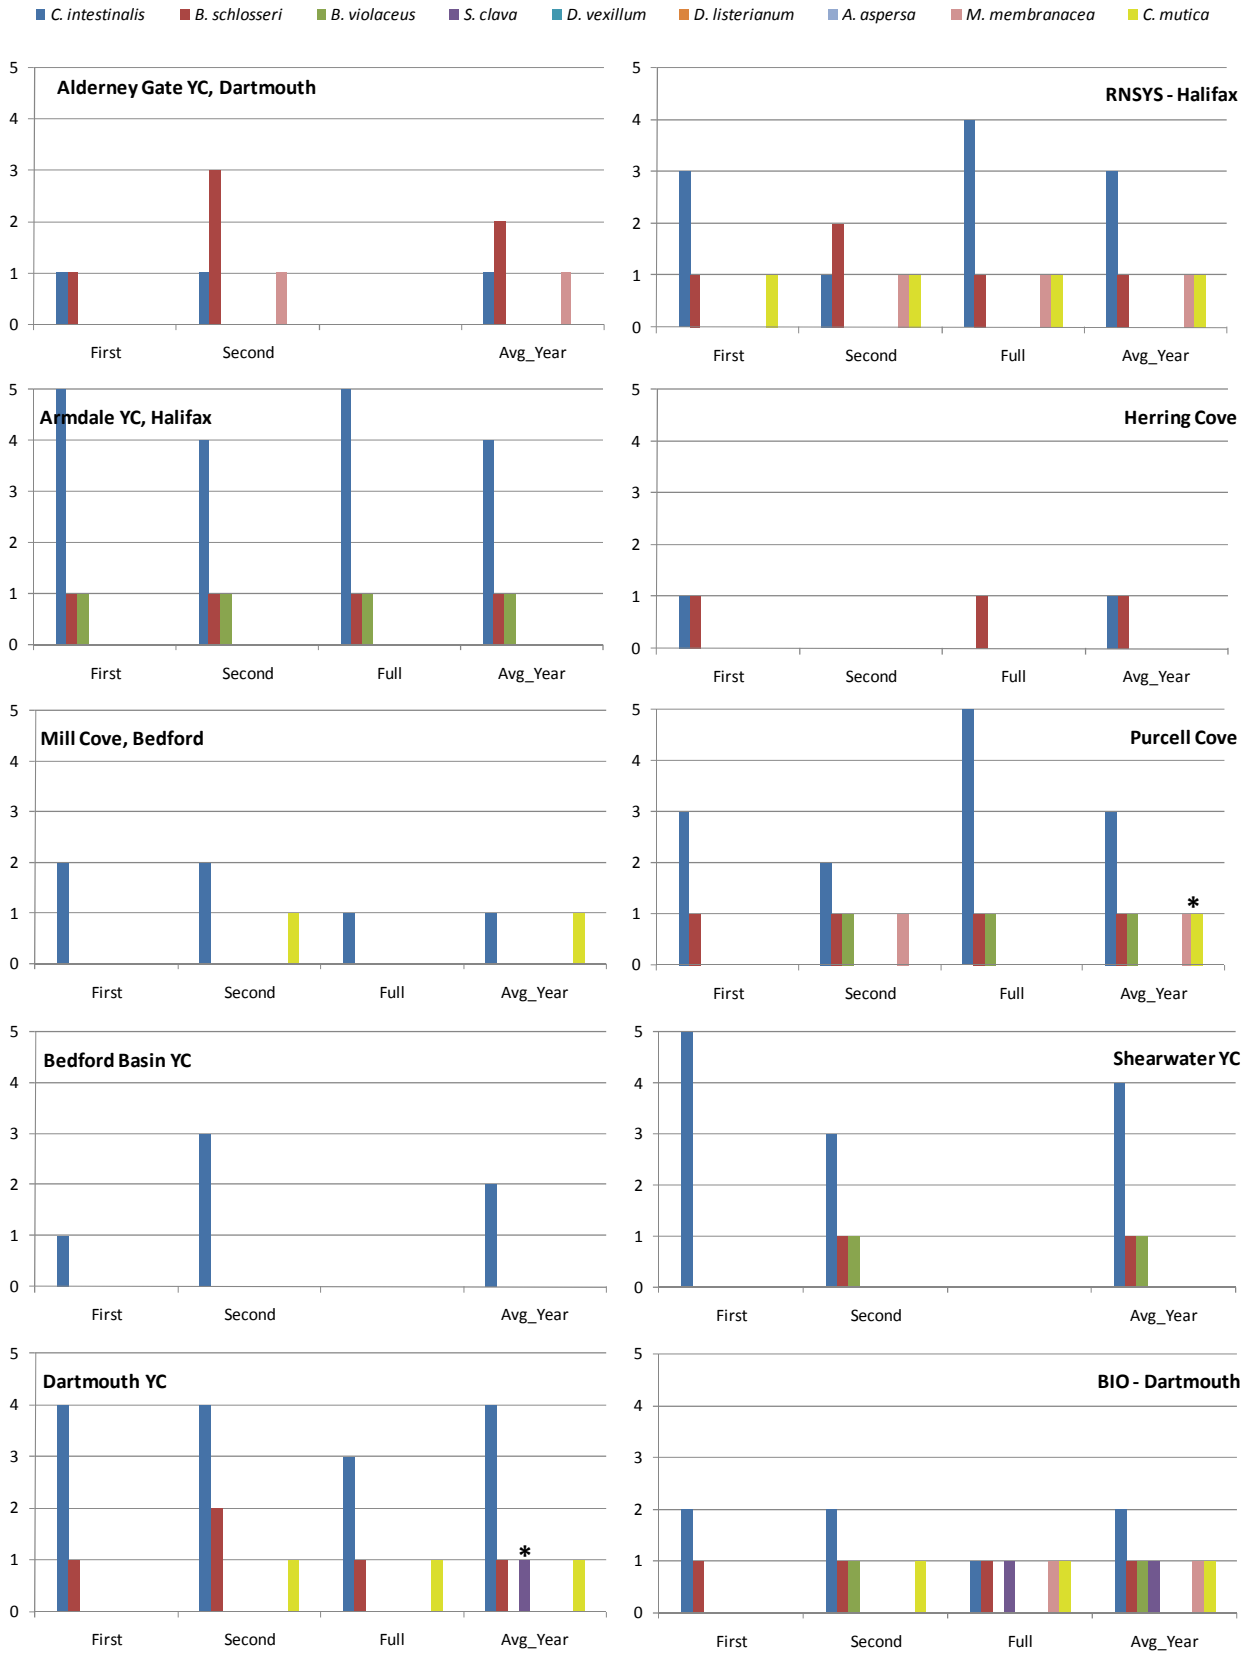 C. intestinalis B. schlosseri B. violaceus S. clava D. vexillum D. listerianum A. aspersa M. membranacea C. mutica
Alderney Gate YC, Dartmouth
5
4
3
2
1
0
First Second Avg_Year
RNSYS - Halifax
5
4
3
2
1
0
First Second Full Avg_Year
Armdale YC, Halifax
5
4
3
2
1
0
First Second Full Avg_Year
Herring Cove
5
4
3
2
1
0
First Second Full Avg_Year
Mill Cove, Bedford
5
4
3
2
1
0
First Second Full Avg_Year
Purcell Cove
5
4
3
2
1
0
*
First Second Full Avg_Year
Bedford Basin YC
5
4
3
2
1
0
First Second Avg_Year
Shearwater YC
5
4
3
2
1
0
First Second Avg_Year
Dartmouth YC
5
4
3
2
1
0
*
First Second Full Avg_Year
BIO - Dartmouth
5
4
3
2
1
0
First Second Full Avg_Year